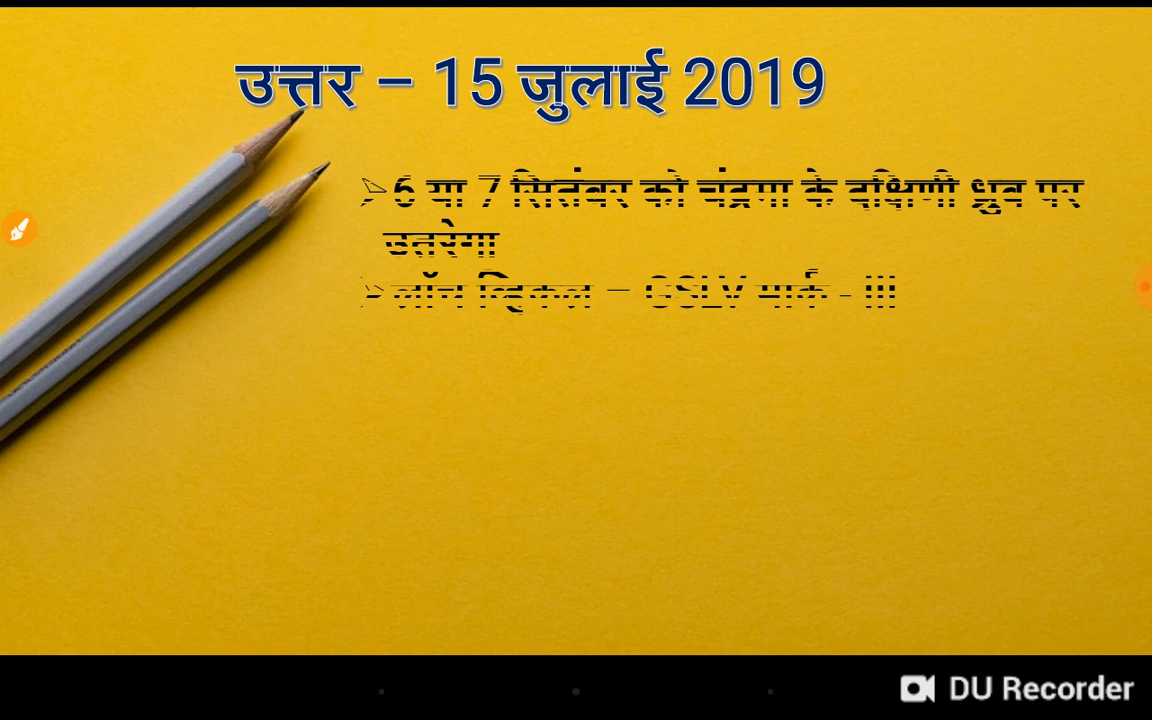 उत्तर – 15 जुलाई 2019
➢6 या 7 सितंबर को चंद्रमा के दक्षिणी ध्रुव पर
उतरेगा
➢लॉच व्हिकल – GSLV मार्क - III
DU Recorder